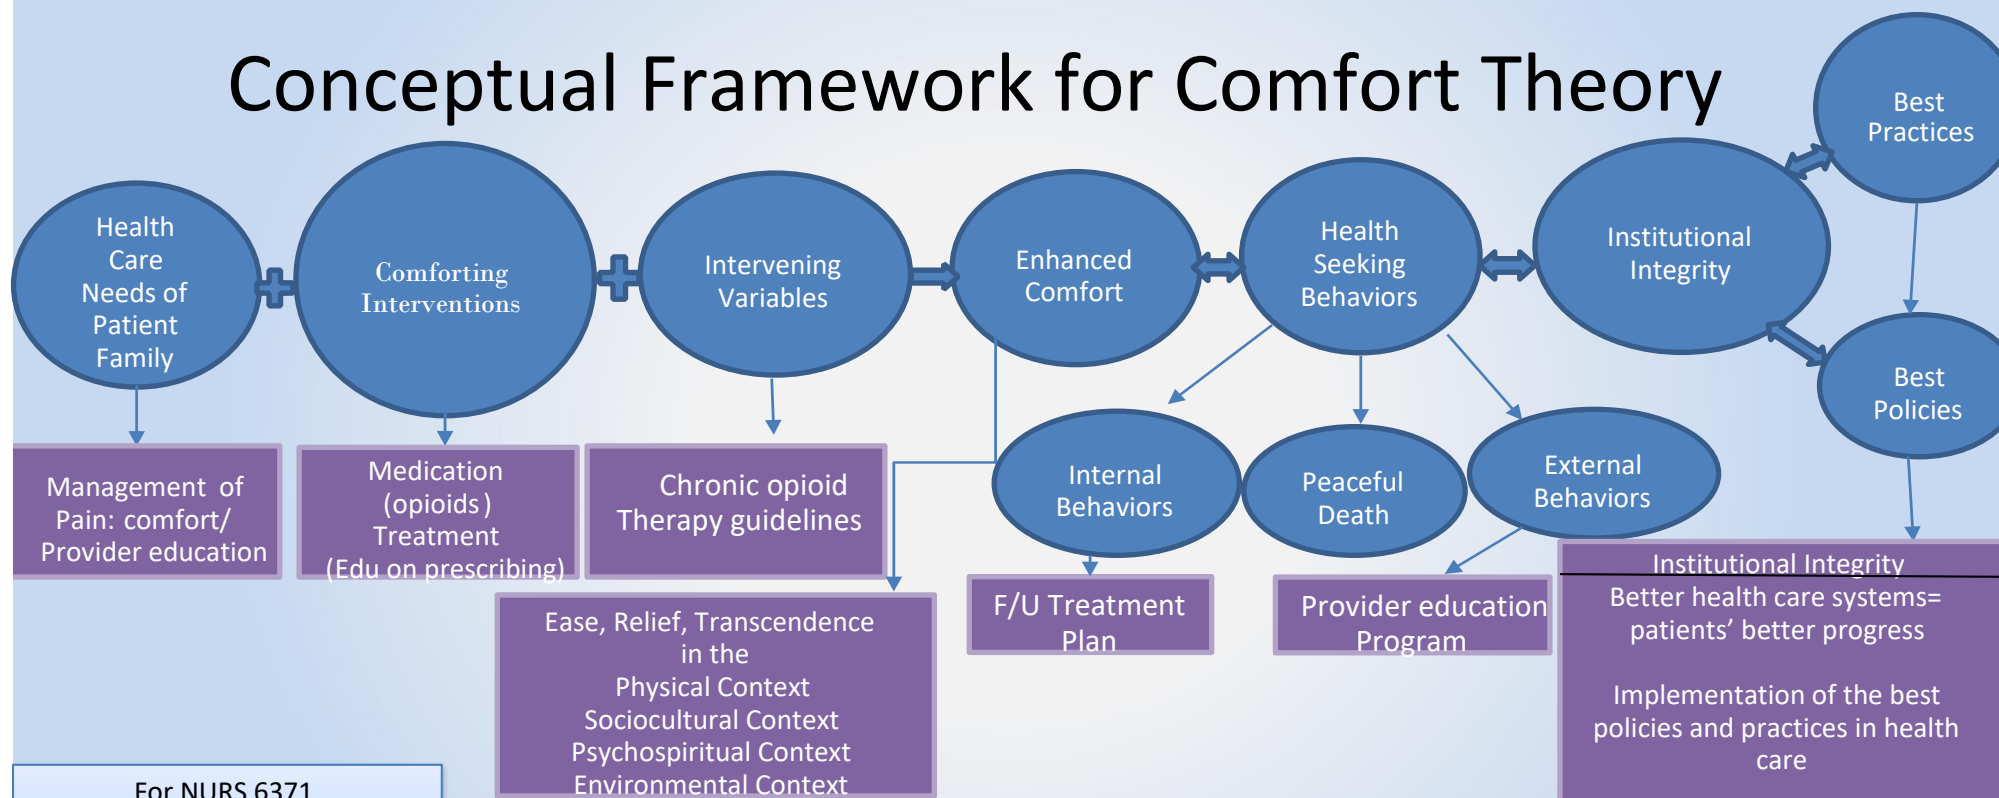 Conceptual Framework for Comfort Theory
Best
Practices
Health
Care
Needs of
Patient
Family
Comforting
Interventions
Intervening
Variables
Enhanced
Comfort
Health
Seeking
Behaviors
Institutional
Integrity
Best
Policies
Management of
Pain: comfort/
Provider education
Medication
(opioids)
Treatment
(Edu on prescribing)
Chronic opioid
Therapy guidelines
Internal
Behaviors
Peaceful
Death
External
Behaviors
Ease, Relief, Transcendence
in the
Physical Context
Sociocultural Context
Psychospiritual Context
Environmental Context
F/U Treatment
Plan
Provider education
Program
Institutional Integrity
Better health care systems=
patients’ better progress
Implementation of the best
policies and practices in health
care
For NURS 6371